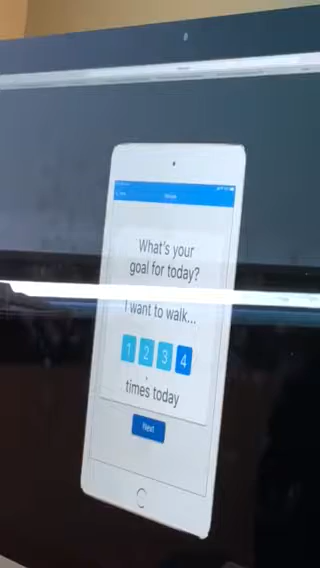 What's your
goal for today?
I want to walk...
1 2 3 4
times today
Next